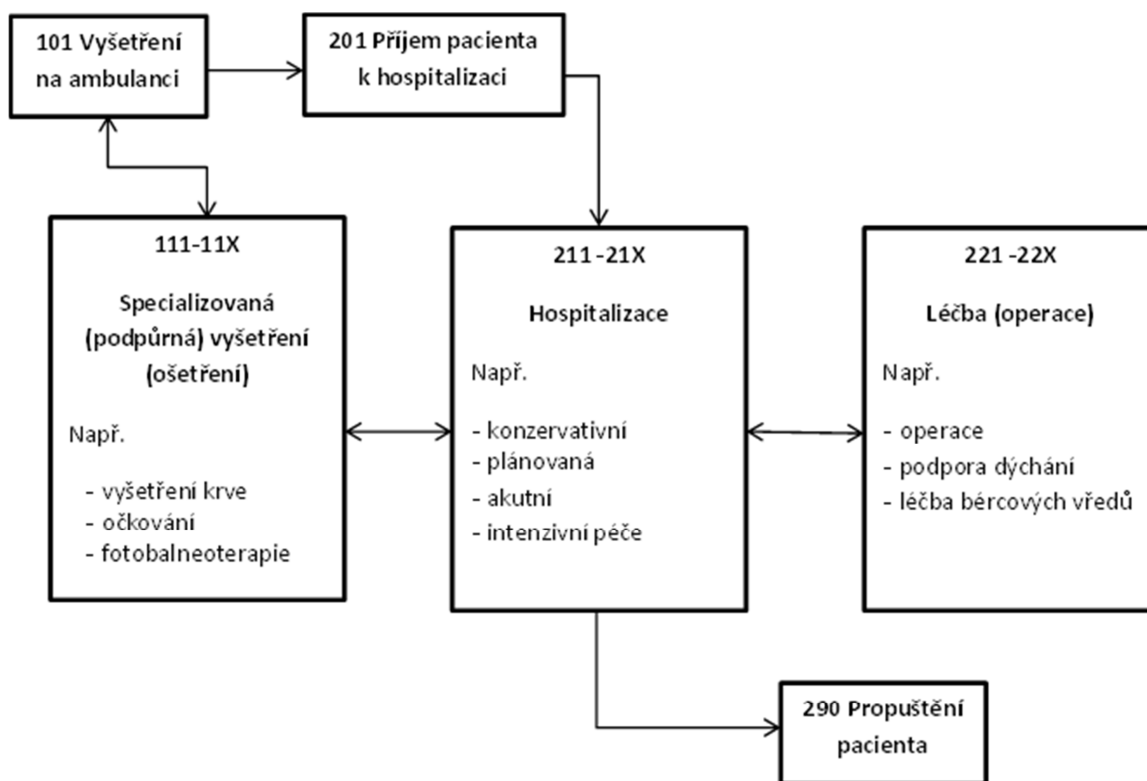 101 Vyšetření
na ambulanci
201 Příjem pacienta
k hospitalizaci
111-11X
Specializovaná
(podpůrná) vyšetření
(ošetření)
Např.
- vyšetření krve
- očkování
- fotobalneoterapie
211 -21X
Hospitalizace
Např.
- konzervativní
- plánovaná
- akutní
- intenzivní péče
221 -22X
Léčba (operace)
Např.
- operace
- podpora dýchání
- léčba bércových vředů
290 Propuštění
pacienta